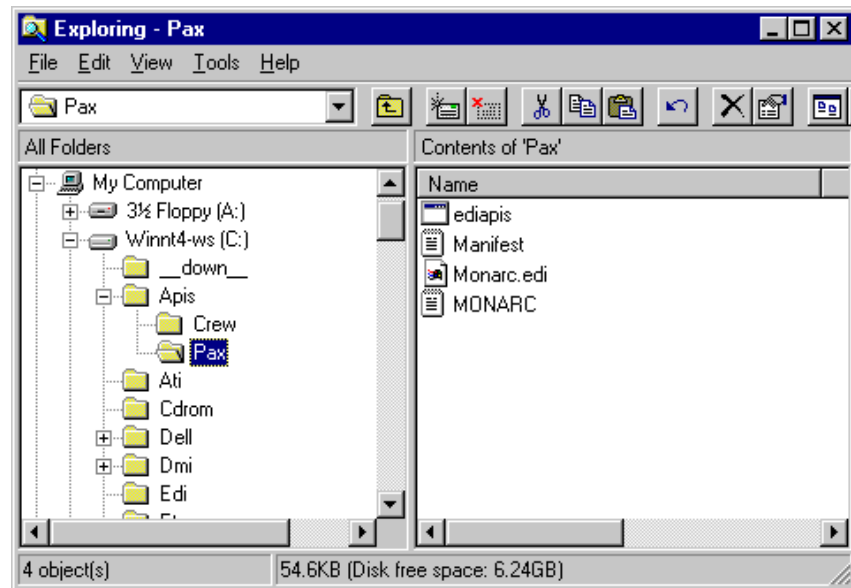 Exploring - Pax
File Edit View Tools Help
Pax
All Folders Contents of 'Pax'
My Computer
3½ Floppy (A:)
Winnt4-ws (C:)
__down__
Apis
Crew
Pax
Ati
Cdrom
Dell
Dmi
Edi
Name
ediapis
Manifest
Monarc.edi
MONARC
4 object(s) 54.6KB (Disk free space: 6.24GB)